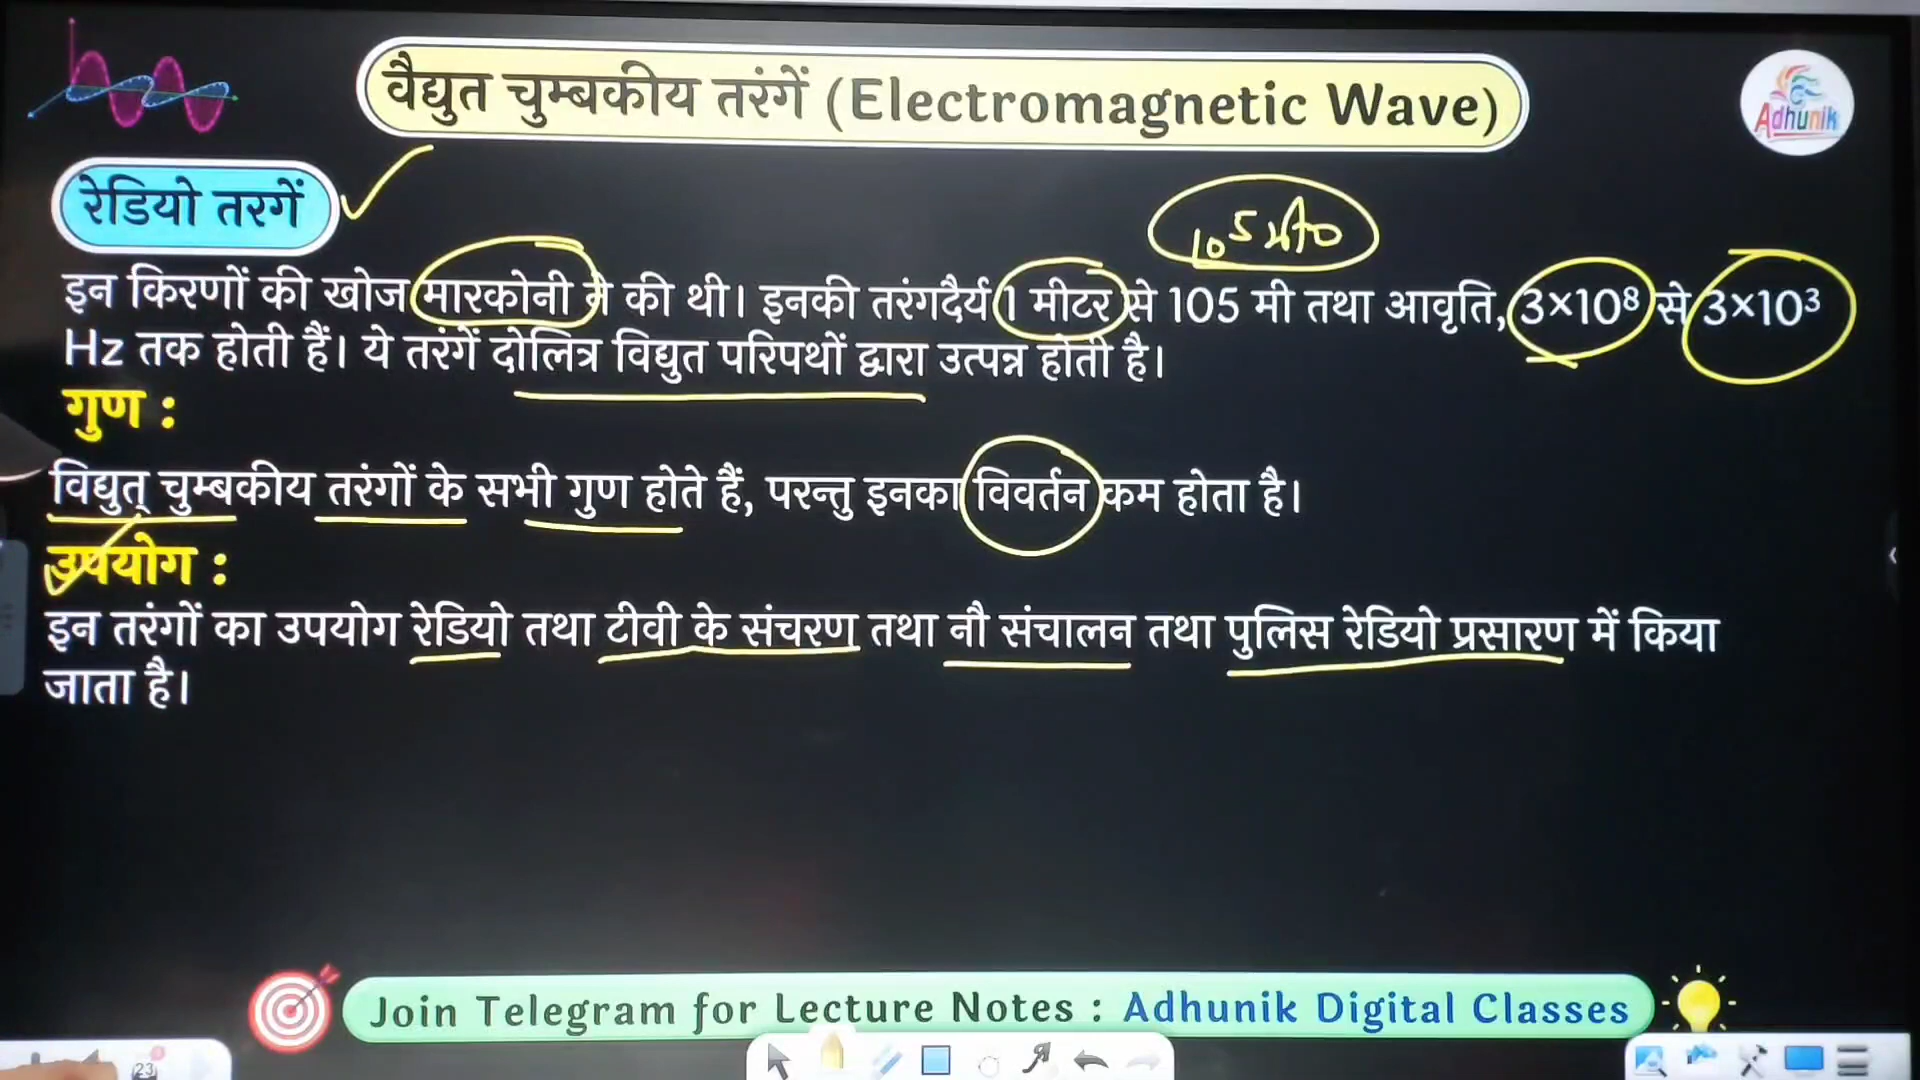 वैद्युत चुम्बकीय तरंगें (Electromagnetic Wave)
Adhunik
रेडियो तरगें
10⁵ मी०
इन किरणों की खोज मारकोनी ने की थी। इनकी तरंगदैर्य 1 मीटर से 105 मी तथा आवृति, 3×10⁸ से 3×10³
Hz तक होती हैं। ये तरंगें दोलित्र विद्युत परिपथों द्वारा उत्पन्न होती है।
गुण :
विद्युत् चुम्बकीय तरंगों के सभी गुण होते हैं, परन्तु इनका विवर्तन कम होता है।
उपयोग :
इन तरंगों का उपयोग रेडियो तथा टीवी के संचरण तथा नौ संचालन तथा पुलिस रेडियो प्रसारण में किया
जाता है।
Join Telegram for Lecture Notes : Adhunik Digital Classes
23